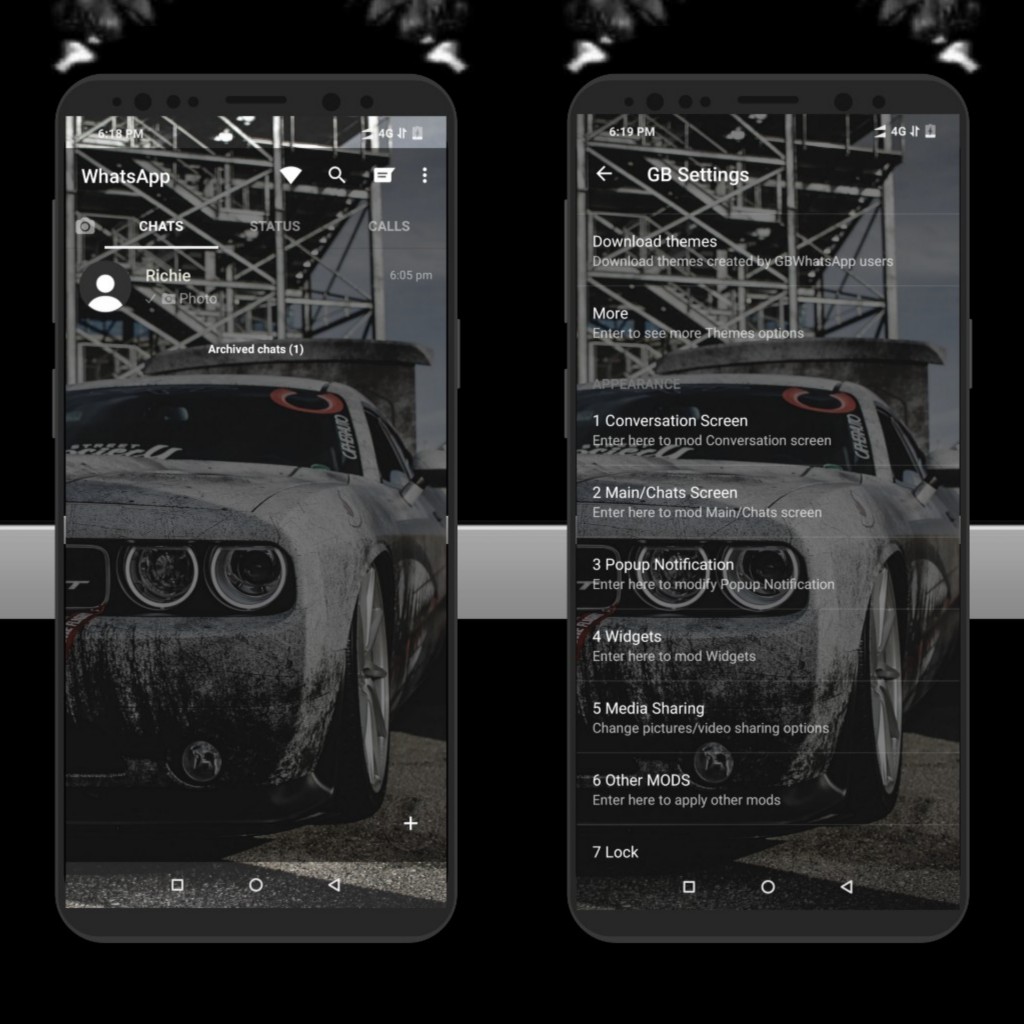 6:18 PM
4G
WhatsApp
CHATS
STATUS
CALLS
Richie
6:05 pm
Photo
Archived chats (1)
STREET
6:19 PM
4G
GB Settings
Download themes
Download themes created by GBWhatsApp users
More
Enter to see more Themes options
APPEARANCE
1 Conversation Screen
Enter here to mod Conversation screen
2 Main/Chats Screen
Enter here to mod Main/Chats screen
3 Popup Notification
Enter here to modify Popup Notification
4 Widgets
Enter here to mod Widgets
5 Media Sharing
Change pictures/video sharing options
6 Other MODS
Enter here to apply other mods
7 Lock